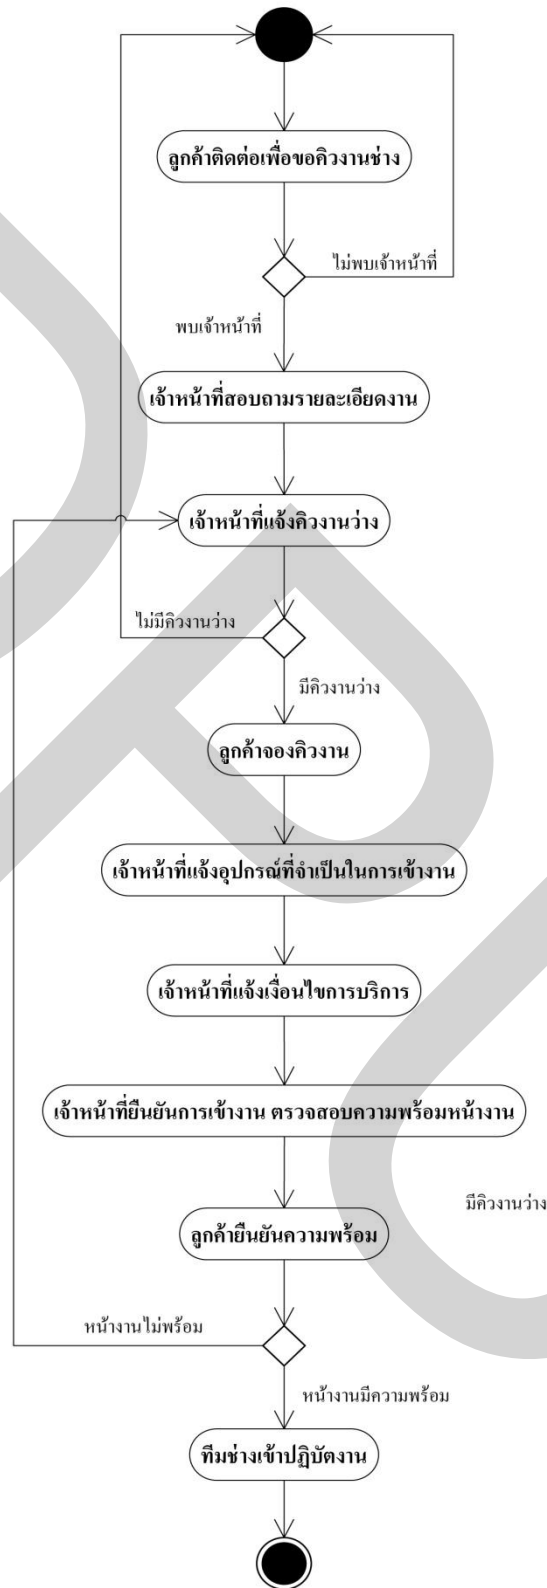 ลูกค้าติดต่อเพื่อขอคิวงานช่าง
ไม่พบเจ้าหน้าที่
พบเจ้าหน้าที่
เจ้าหน้าที่สอบถามรายละเอียดงาน
เจ้าหน้าที่แจ้งคิวงานว่าง
ไม่มีคิวงานว่าง
มีคิวงานว่าง
ลูกค้าจองคิวงาน
เจ้าหน้าที่แจ้งอุปกรณ์ที่จำเป็นในการเข้างาน
เจ้าหน้าที่แจ้งเงื่อนไขการบริการ
เจ้าหน้าที่ยืนยันการเข้างาน ตรวจสอบความพร้อมหน้างาน
มีคิวงานว่าง
ลูกค้ายืนยันความพร้อม
หน้างานไม่พร้อม
หน้างานมีความพร้อม
ทีมช่างเข้าปฏิบัตงาน